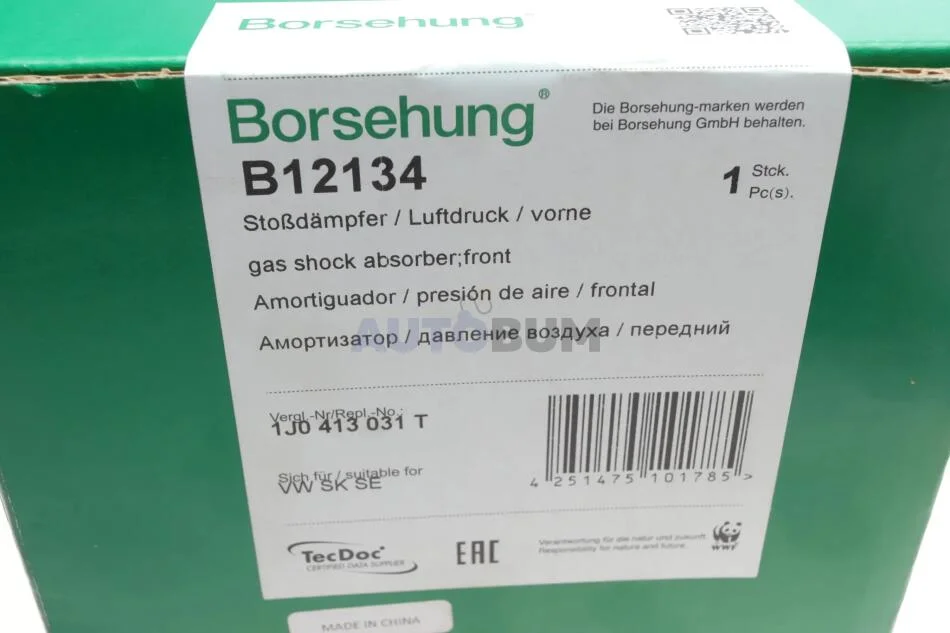 Borsehung®
Borsehung®
Die Borsehung-marken werden
bei Borsehung GmbH behalten.
B12134
1 Stck.
Pc(s).
Stoßdämpfer / Luftdruck / vorne
gas shock absorber;front
Amortiguador / presión de aire / frontal
Амортизатор / давление воздуха / передний
AUTOBUM
Vergl.-Nr/Repl.-No.:
1J0 413 031 T
Sich für / suitable for
VW SK SE
4 251475 101785 >
TecDoc
CERTIFIED DATA SUPPLIER
EAC
Verantwortung für die natur und zukunft.
Responsibility for nature and future.
WWF
MADE IN CHINA